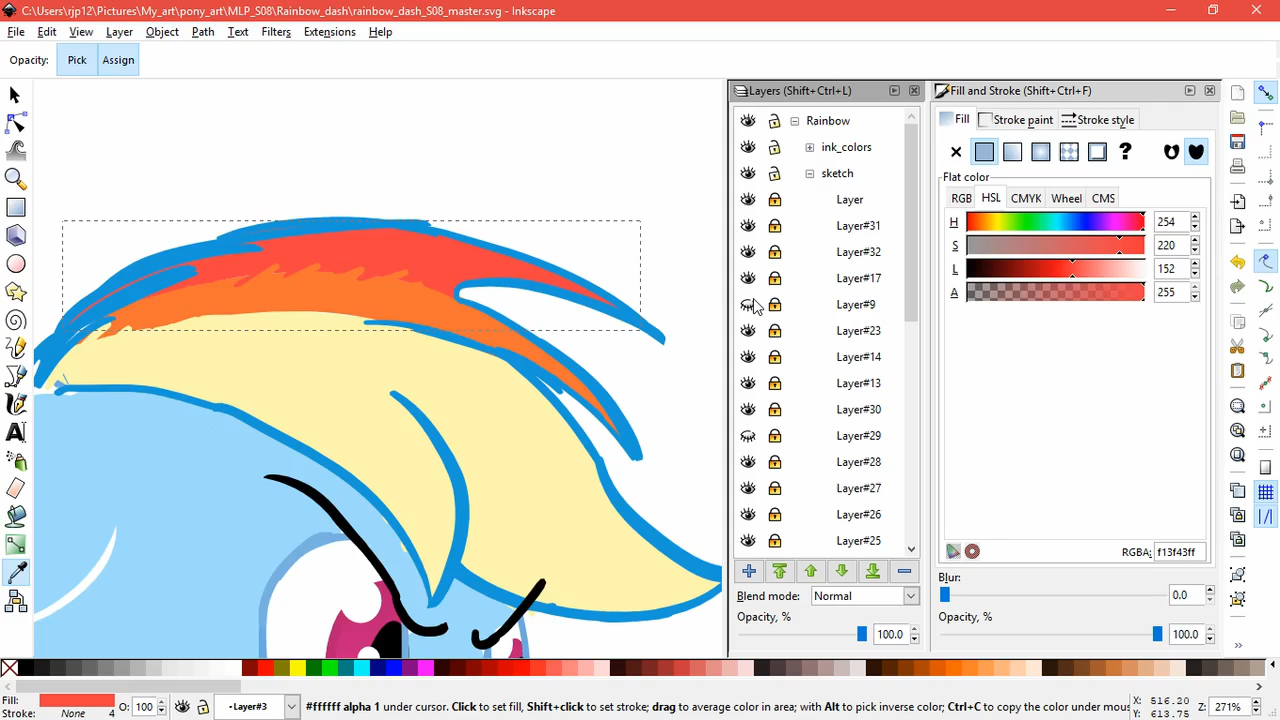 C:\Users\rjp12\Pictures\My_art\pony_art\MLP_S08\Rainbow_dash\rainbow_dash_S08_master.svg - Inkscape
File Edit View Layer Object Path Text Filters Extensions Help
Opacity: Pick Assign
Layers (Shift+Ctrl+L)
Rainbow
ink_colors
sketch
Layer
Layer#31
Layer#32
Layer#17
Layer#9
Layer#23
Layer#14
Layer#13
Layer#30
Layer#29
Layer#28
Layer#27
Layer#26
Layer#25
Blend mode: Normal
Opacity, %
100.0
Fill and Stroke (Shift+Ctrl+F)
Fill Stroke paint Stroke style
Flat color
RGB HSL CMYK Wheel CMS
H 254
S 220
L 152
A 255
RGBA: f13f43ff
Blur:
0.0
Opacity, %
100.0
Fill: O: 100 •Layer#3 #ffffff alpha 1 under cursor. Click to set fill, Shift+click to set stroke; drag to average color in area; with Alt to pick inverse color; Ctrl+C to copy the color under mous
Stroke: None 4
X: 516.20
Y: 613.75
Z: 271%